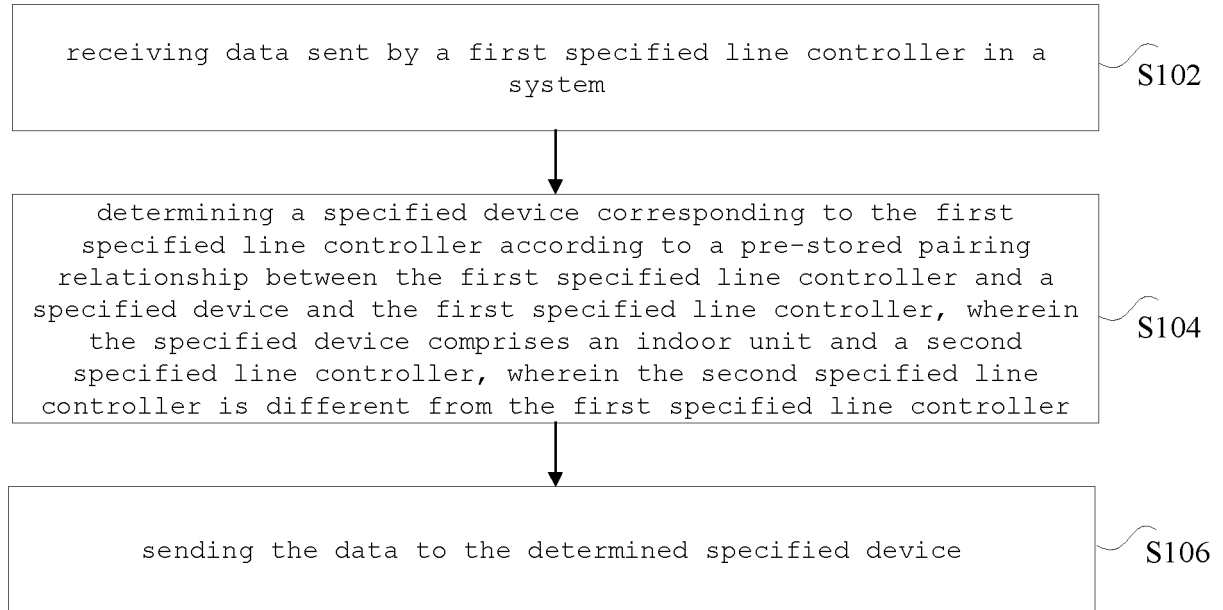 receiving data sent by a first specified line controller in a
system
S102
determining a specified device corresponding to the first
specified line controller according to a pre-stored pairing
relationship between the first specified line controller and a
specified device and the first specified line controller, wherein
the specified device comprises an indoor unit and a second
specified line controller, wherein the second specified line
controller is different from the first specified line controller
S104
sending the data to the determined specified device
S106